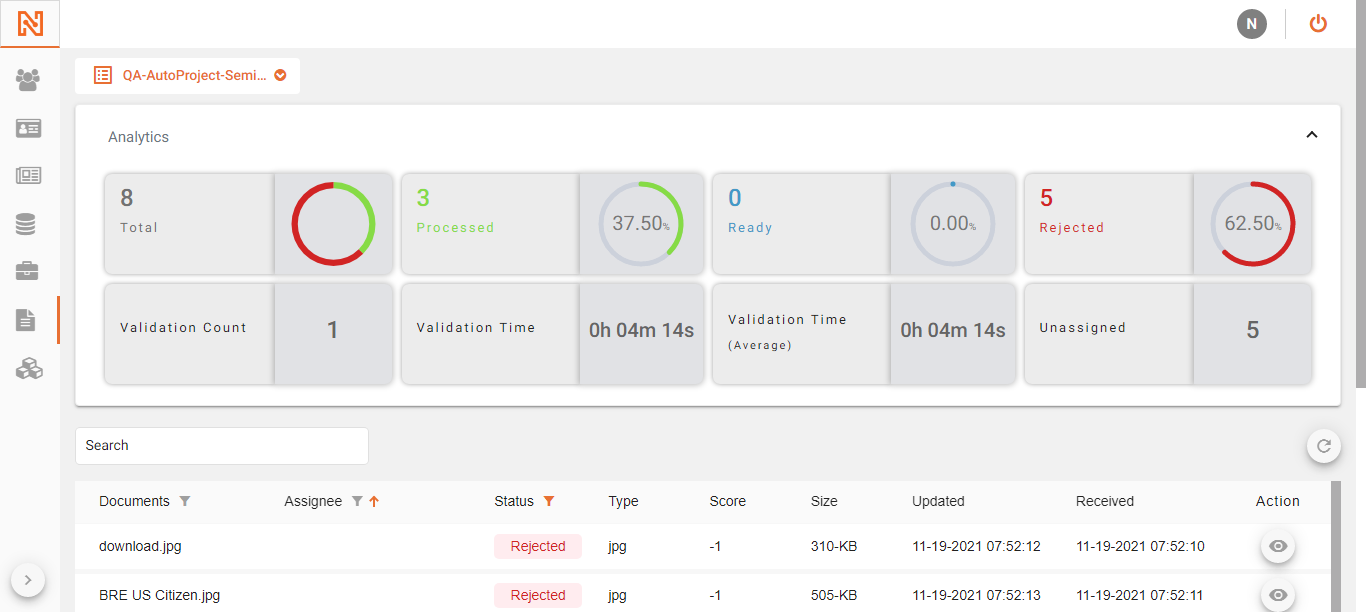 N
QA-AutoProject-Semi...
Analytics
8
Total
3
Processed
37.50%
0
Ready
0.00%
5
Rejected
62.50%
Validation Count
1
Validation Time
0h 04m 14s
Validation Time
(Average)
0h 04m 14s
Unassigned
5
Search
Documents Assignee Status Type Score Size Updated Received Action
download.jpg Rejected jpg -1 310-KB 11-19-2021 07:52:12 11-19-2021 07:52:10
BRE US Citizen.jpg Rejected jpg -1 505-KB 11-19-2021 07:52:13 11-19-2021 07:52:11